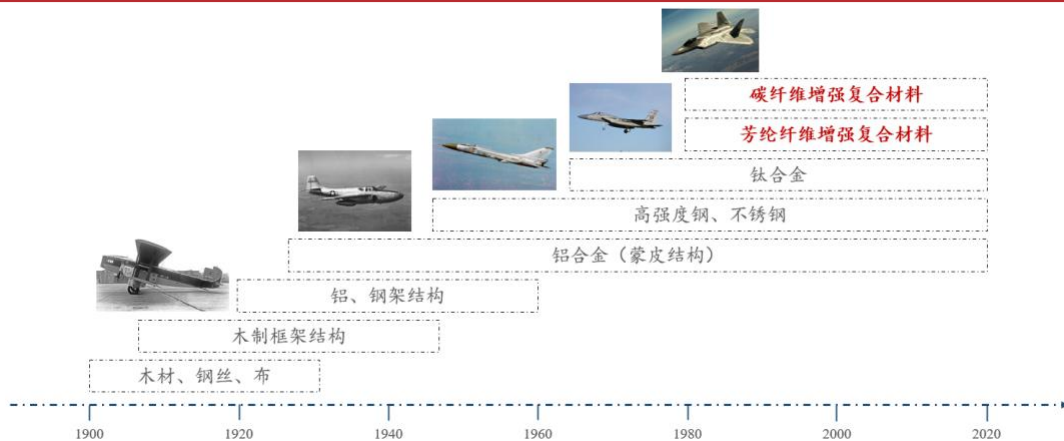 碳纤维增强复合材料
芳纶纤维增强复合材料
钛合金
高强度钢、不锈钢
铝合金（蒙皮结构）
铝、钢架结构
木制框架结构
木材、钢丝、布
1900 1920 1940 1960 1980 2000 2020